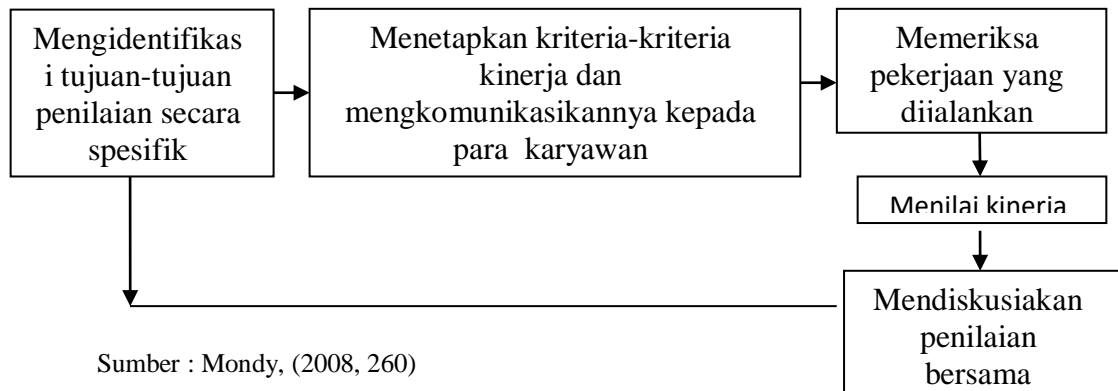 Mengidentifikas
i tujuan-tujuan
penilaian secara
spesifik
Menetapkan kriteria-kriteria
kinerja dan
mengkomunikasikannya kepada
para karyawan
Memeriksa
pekerjaan yang
dijalankan
Menilai kinerja
Mendiskusiakan
penilaian
bersama
Sumber : Mondy, (2008, 260)